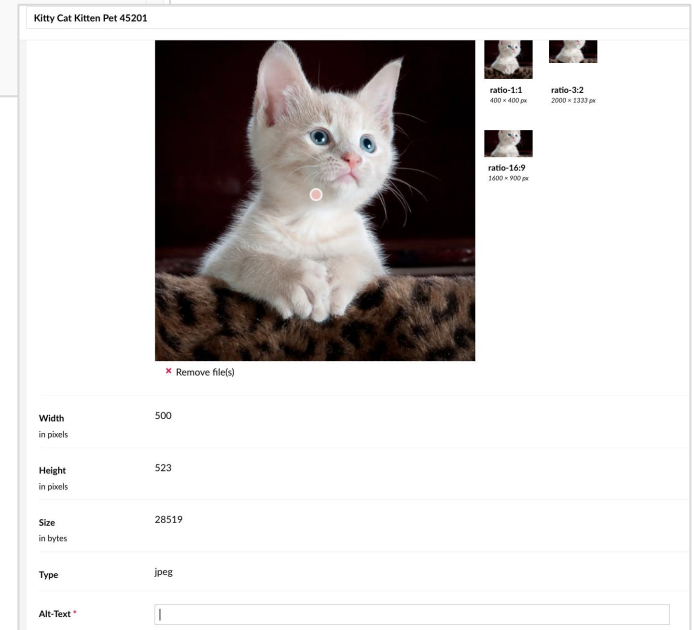 Kitty Cat Kitten Pet 45201
ratio-1:1
400 × 400 px
ratio-3:2
2000 × 1333 px
ratio-16:9
1600 × 900 px
× Remove file(s)
Width
in pixels
500
Height
in pixels
523
Size
in bytes
28519
Type
jpeg
Alt-Text *